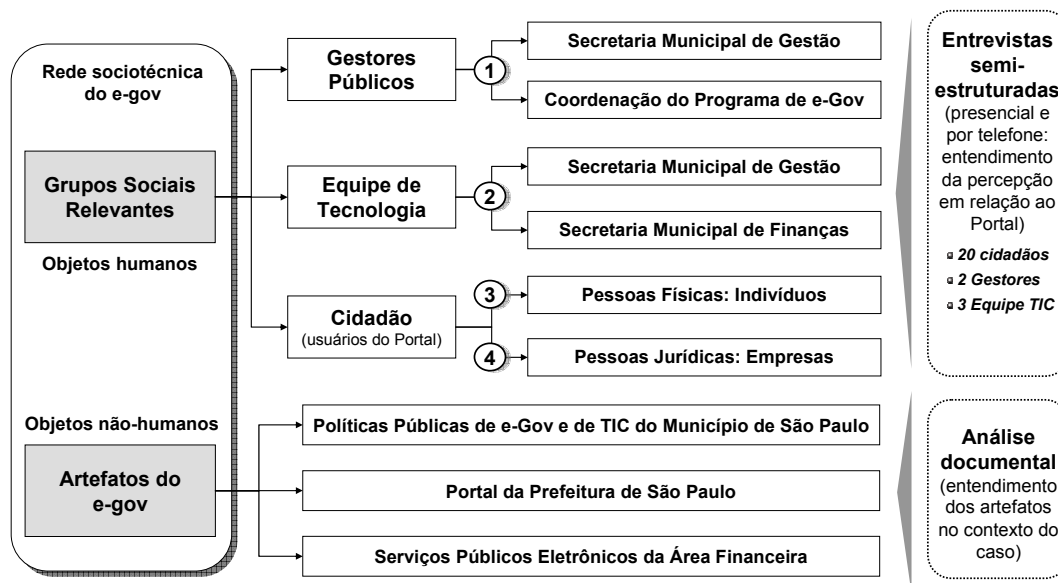 Rede sociotécnica
do e-gov
Grupos Sociais
Relevantes
Objetos humanos
Objetos não-humanos
Artefatos do
e-gov
Gestores
Públicos
1
Secretaria Municipal de Gestão
Coordenação do Programa de e-Gov
Equipe de
Tecnologia
2
Secretaria Municipal de Gestão
Secretaria Municipal de Finanças
Cidadão
(usuários do Portal)
3
Pessoas Físicas: Indivíduos
4
Pessoas Jurídicas: Empresas
Políticas Públicas de e-Gov e de TIC do Município de São Paulo
Portal da Prefeitura de São Paulo
Serviços Públicos Eletrônicos da Área Financeira
Entrevistas
semi-
estruturadas
(presencial e
por telefone:
entendimento
da percepção
em relação ao
Portal)
20 cidadãos
2 Gestores
3 Equipe TIC
Análise
documental
(entendimento
dos artefatos
no contexto do
caso)